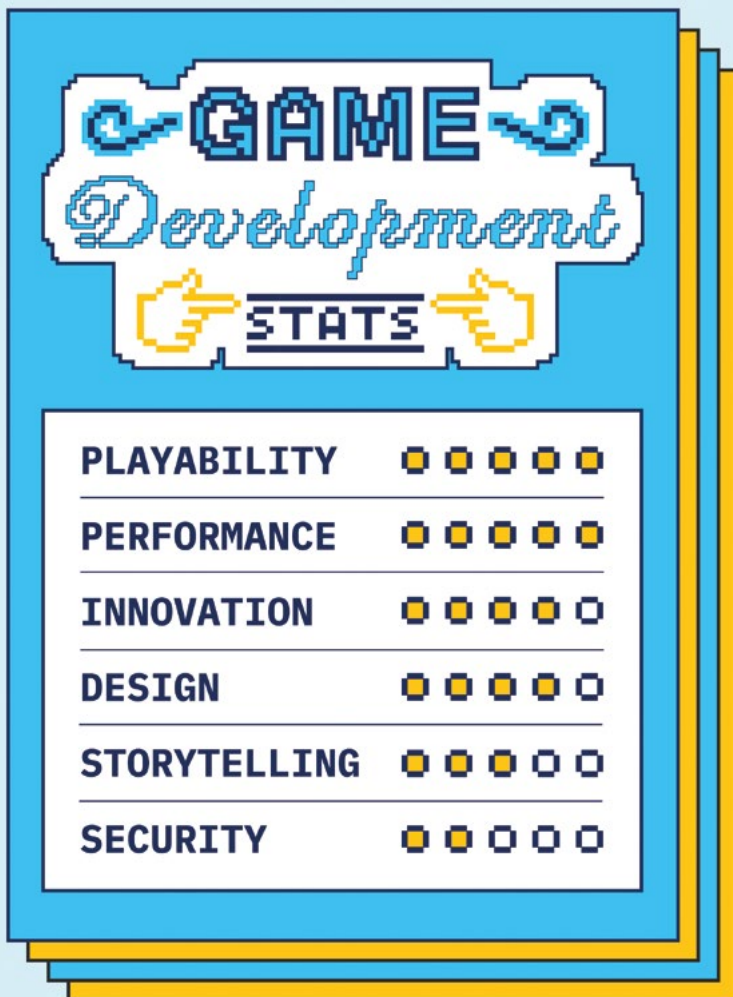 GAME
Development
STATS
PLAYABILITY
PERFORMANCE
INNOVATION
DESIGN
STORYTELLING
SECURITY